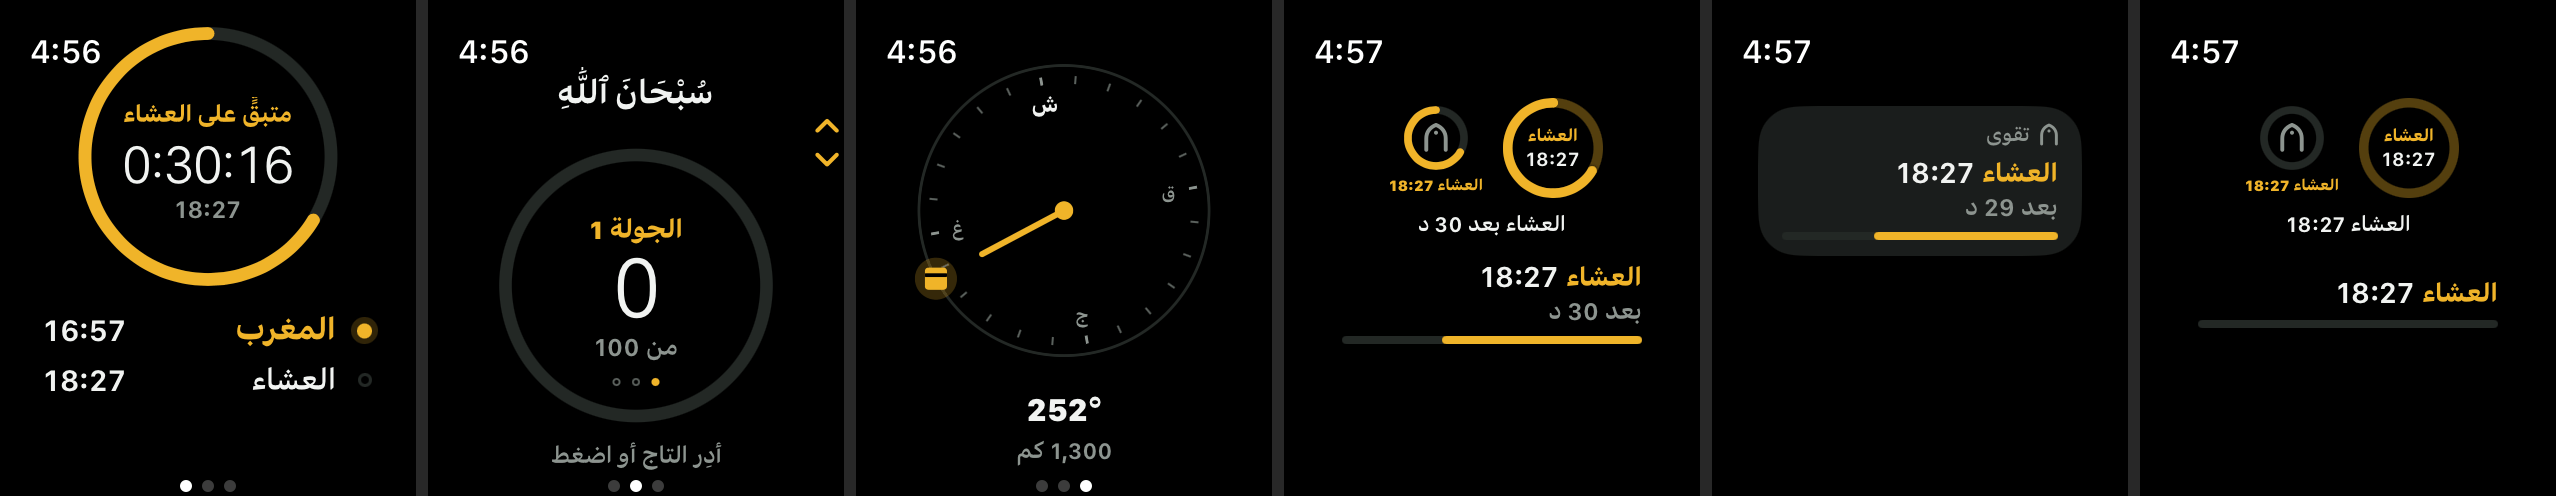 4:56
متبقٍّ على العشاء
0:30:16
18:27
المغرب 16:57
العشاء 18:27
4:56
سُبْحَانَ ٱللَّهِ
الجولة 1
0
من 100
أدِر التاج أو اضغط
4:56
ش
ق
غ
ج
252°
1,300 كم
4:57
العشاء
18:27
العشاء 18:27
العشاء بعد 30 د
العشاء 18:27
بعد 30 د
4:57
تقوى
العشاء 18:27
بعد 29 د
4:57
العشاء
18:27
العشاء 18:27
العشاء 18:27
العشاء 18:27